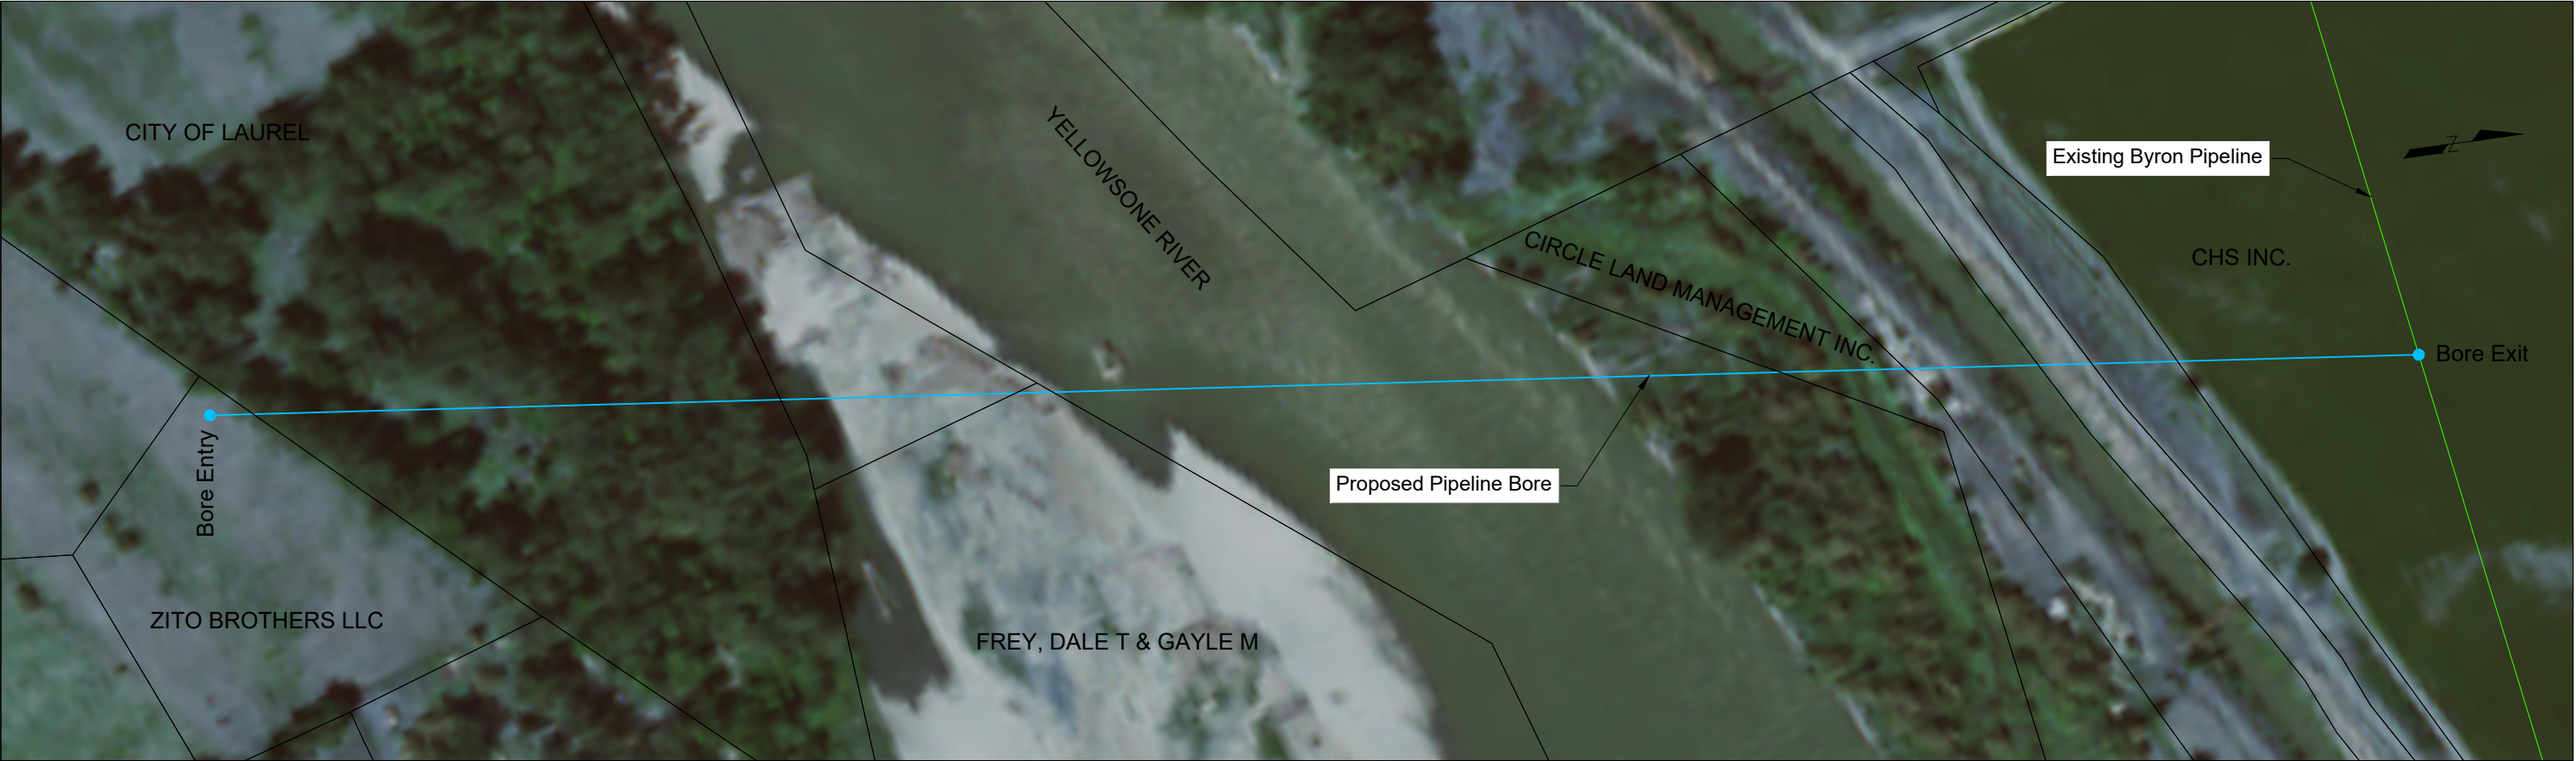 CITY OF LAUREL
YELLOWSONE RIVER
Existing Byron Pipeline
Z
CIRCLE LAND MANAGEMENT INC.
CHS INC.
Bore Exit
Bore Entry
Proposed Pipeline Bore
ZITO BROTHERS LLC
FREY, DALE T & GAYLE M